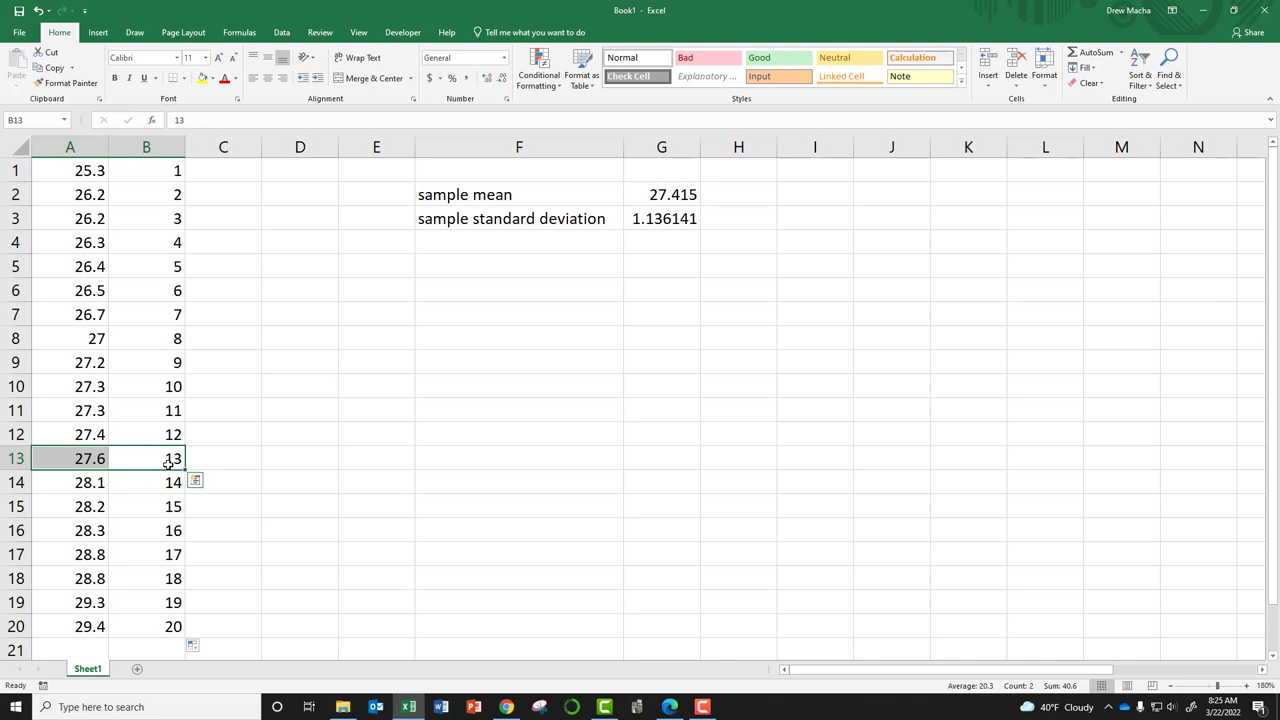 Book1 - Excel
Drew Macha
File Home Insert Draw Page Layout Formulas Data Review View Developer Help Tell me what you want to do
Share
Paste
Cut
Copy
Format Painter
Clipboard
Calibri 11
B I U
Font
Wrap Text
Merge & Center
Alignment
General
$ % ,
Number
Conditional Formatting
Format as Table
Normal Bad Good Neutral Calculation
Check Cell Explanatory ... Input Linked Cell Note
Styles
Insert Delete Format
Cells
AutoSum
Fill
Clear
Sort & Filter
Find & Select
Editing
B13 fx 13
A B C D E F G H I J K L M N
1 25.3 1
2 26.2 2 sample mean 27.415
3 26.2 3 sample standard deviation 1.136141
4 26.3 4
5 26.4 5
6 26.5 6
7 26.7 7
8 27 8
9 27.2 9
10 27.3 10
11 27.3 11
12 27.4 12
13 27.6 13
14 28.1 14
15 28.2 15
16 28.3 16
17 28.8 17
18 28.8 18
19 29.3 19
20 29.4 20
21
Sheet1
Ready
Average: 20.3 Count: 2 Sum: 40.6
180%
Type here to search
40°F Cloudy
8:25 AM
3/22/2022